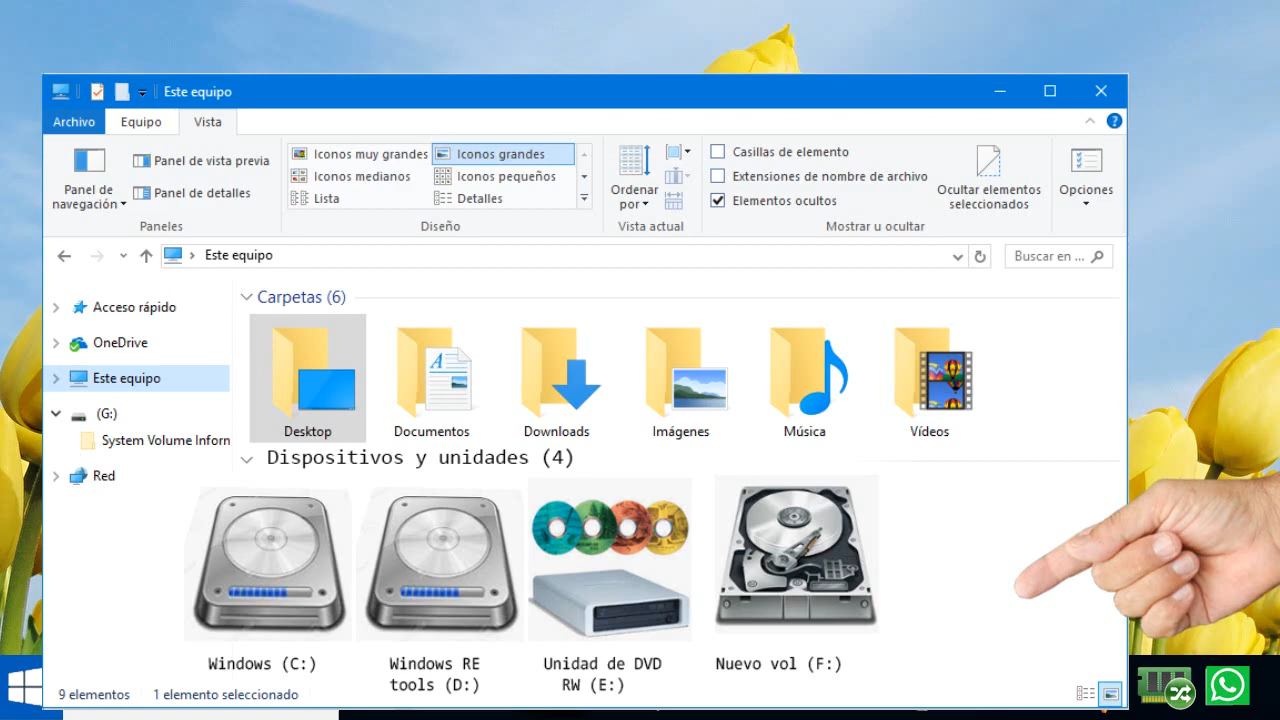 Este equipo
Archivo Equipo Vista
Panel de navegación
Panel de vista previa
Panel de detalles
Paneles
Iconos muy grandes Iconos grandes
Iconos medianos Iconos pequeños
Lista Detalles
Diseño
Ordenar por
Vista actual
Casillas de elemento
Extensiones de nombre de archivo
Elementos ocultos
Ocultar elementos
seleccionados
Mostrar u ocultar
Opciones
Este equipo
Buscar en ...
Acceso rápido
OneDrive
Este equipo
(G:)
System Volume Inforn
Red
Carpetas (6)
Desktop Documentos Downloads Imágenes Música Vídeos
Dispositivos y unidades (4)
Windows (C:)
Windows RE
tools (D:)
Unidad de DVD
RW (E:)
Nuevo vol (F:)
9 elementos 1 elemento seleccionado